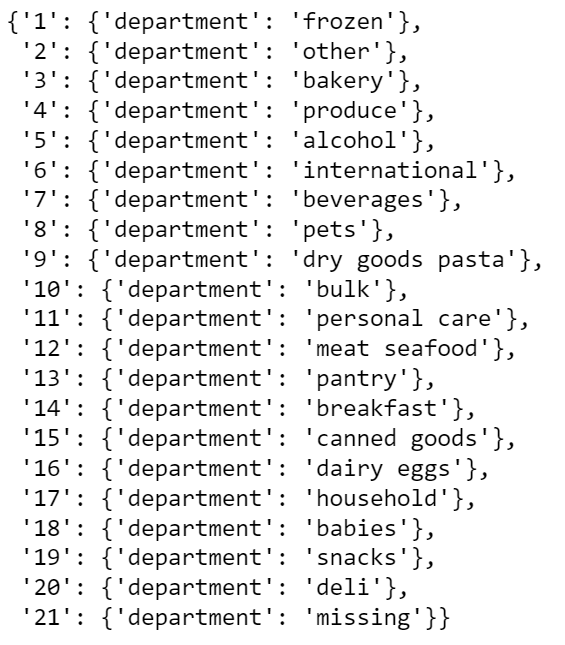 {'1': {'department': 'frozen'},
 '2': {'department': 'other'},
 '3': {'department': 'bakery'},
 '4': {'department': 'produce'},
 '5': {'department': 'alcohol'},
 '6': {'department': 'international'},
 '7': {'department': 'beverages'},
 '8': {'department': 'pets'},
 '9': {'department': 'dry goods pasta'},
 '10': {'department': 'bulk'},
 '11': {'department': 'personal care'},
 '12': {'department': 'meat seafood'},
 '13': {'department': 'pantry'},
 '14': {'department': 'breakfast'},
 '15': {'department': 'canned goods'},
 '16': {'department': 'dairy eggs'},
 '17': {'department': 'household'},
 '18': {'department': 'babies'},
 '19': {'department': 'snacks'},
 '20': {'department': 'deli'},
 '21': {'department': 'missing'}}